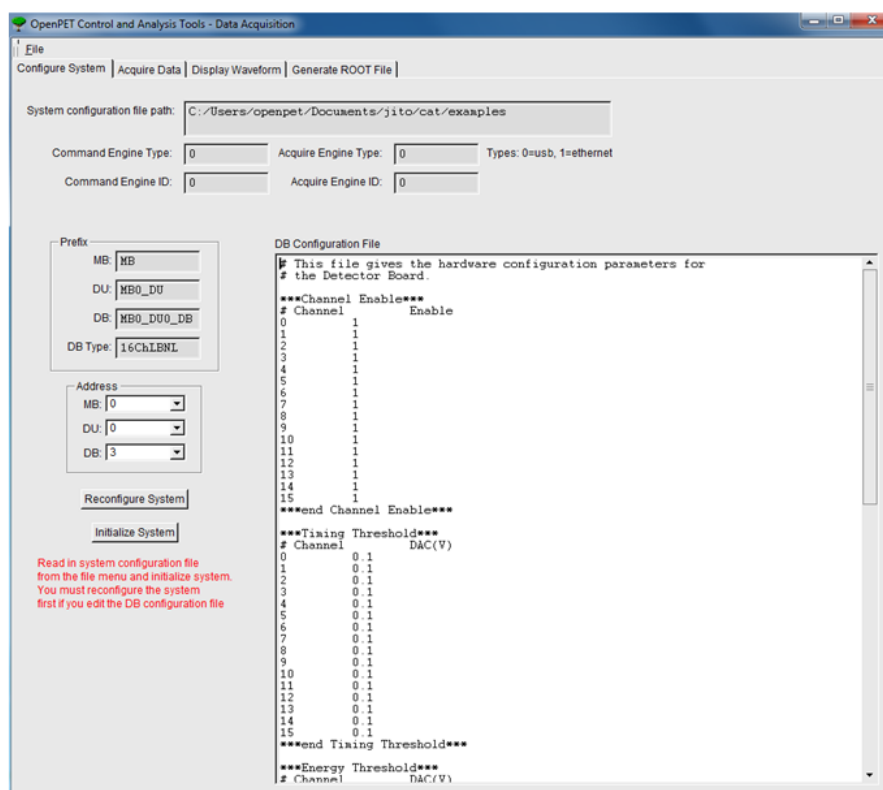 OpenPET Control and Analysis Tools - Data Acquisition
File
Configure System Acquire Data Display Waveform Generate ROOT File
System configuration file path: C:/Users/openpet/Documents/jito/cat/examples
Command Engine Type: 0 Acquire Engine Type: 0 Types: 0=usb, 1=ethernet
Command Engine ID: 0 Acquire Engine ID: 0
Prefix
MB: MB
DU: MB0_DU
DB: MB0_DU0_DB
DB Type: 16ChLBNL
Address
MB: 0
DU: 0
DB: 3
Reconfigure System
Initialize System
Read in system configuration file
from the file menu and initialize system.
You must reconfigure the system
first if you edit the DB configuration file
DB Configuration File
# This file gives the hardware configuration parameters for
# the Detector Board.
***Channel Enable***
# Channel Enable
0 1
1 1
2 1
3 1
4 1
5 1
6 1
7 1
8 1
9 1
10 1
11 1
12 1
13 1
14 1
15 1
***end Channel Enable***
***Timing Threshold***
# Channel DAC(V)
0 0.1
1 0.1
2 0.1
3 0.1
4 0.1
5 0.1
6 0.1
7 0.1
8 0.1
9 0.1
10 0.1
11 0.1
12 0.1
13 0.1
14 0.1
15 0.1
***end Timing Threshold***
***Energy Threshold***
# Channel DAC(V)